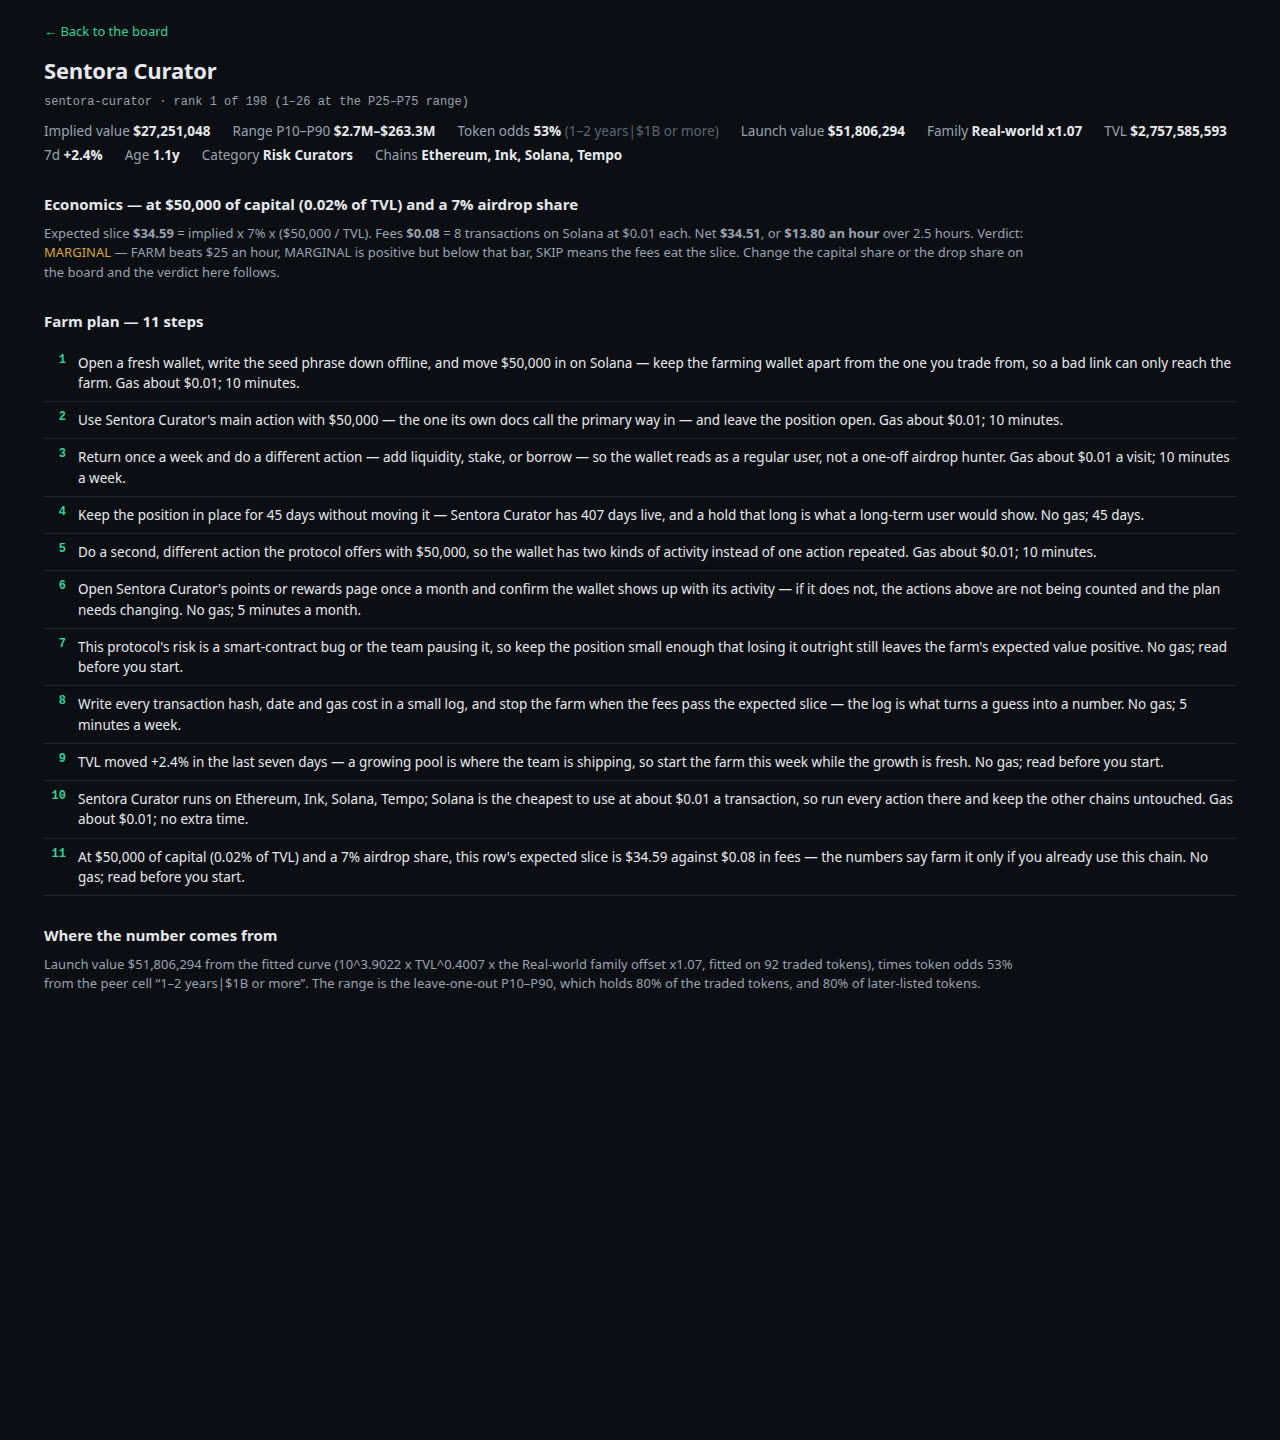 ← Back to the board
Sentora Curator
sentora-curator · rank 1 of 198 (1–26 at the P25–P75 range)
Implied value $27,251,048 Range P10–P90 $2.7M–$263.3M Token odds 53% (1–2 years|$1B or more) Launch value $51,806,294 Family Real-world x1.07 TVL $2,757,585,593
7d +2.4% Age 1.1y Category Risk Curators Chains Ethereum, Ink, Solana, Tempo
Economics — at $50,000 of capital (0.02% of TVL) and a 7% airdrop share
Expected slice $34.59 = implied x 7% x ($50,000 / TVL). Fees $0.08 = 8 transactions on Solana at $0.01 each. Net $34.51, or $13.80 an hour over 2.5 hours. Verdict:
MARGINAL — FARM beats $25 an hour, MARGINAL is positive but below that bar, SKIP means the fees eat the slice. Change the capital share or the drop share on
the board and the verdict here follows.
Farm plan — 11 steps
1 Open a fresh wallet, write the seed phrase down offline, and move $50,000 in on Solana — keep the farming wallet apart from the one you trade from, so a bad link can only reach the
farm. Gas about $0.01; 10 minutes.
2 Use Sentora Curator's main action with $50,000 — the one its own docs call the primary way in — and leave the position open. Gas about $0.01; 10 minutes.
3 Return once a week and do a different action — add liquidity, stake, or borrow — so the wallet reads as a regular user, not a one-off airdrop hunter. Gas about $0.01 a visit; 10 minutes
a week.
4 Keep the position in place for 45 days without moving it — Sentora Curator has 407 days live, and a hold that long is what a long-term user would show. No gas; 45 days.
5 Do a second, different action the protocol offers with $50,000, so the wallet has two kinds of activity instead of one action repeated. Gas about $0.01; 10 minutes.
6 Open Sentora Curator's points or rewards page once a month and confirm the wallet shows up with its activity — if it does not, the actions above are not being counted and the plan
needs changing. No gas; 5 minutes a month.
7 This protocol's risk is a smart-contract bug or the team pausing it, so keep the position small enough that losing it outright still leaves the farm's expected value positive. No gas; read
before you start.
8 Write every transaction hash, date and gas cost in a small log, and stop the farm when the fees pass the expected slice — the log is what turns a guess into a number. No gas; 5
minutes a week.
9 TVL moved +2.4% in the last seven days — a growing pool is where the team is shipping, so start the farm this week while the growth is fresh. No gas; read before you start.
10 Sentora Curator runs on Ethereum, Ink, Solana, Tempo; Solana is the cheapest to use at about $0.01 a transaction, so run every action there and keep the other chains untouched. Gas
about $0.01; no extra time.
11 At $50,000 of capital (0.02% of TVL) and a 7% airdrop share, this row's expected slice is $34.59 against $0.08 in fees — the numbers say farm it only if you already use this chain. No
gas; read before you start.
Where the number comes from
Launch value $51,806,294 from the fitted curve (10^3.9022 x TVL^0.4007 x the Real-world family offset x1.07, fitted on 92 traded tokens), times token odds 53%
from the peer cell “1–2 years|$1B or more”. The range is the leave-one-out P10–P90, which holds 80% of the traded tokens, and 80% of later-listed tokens.